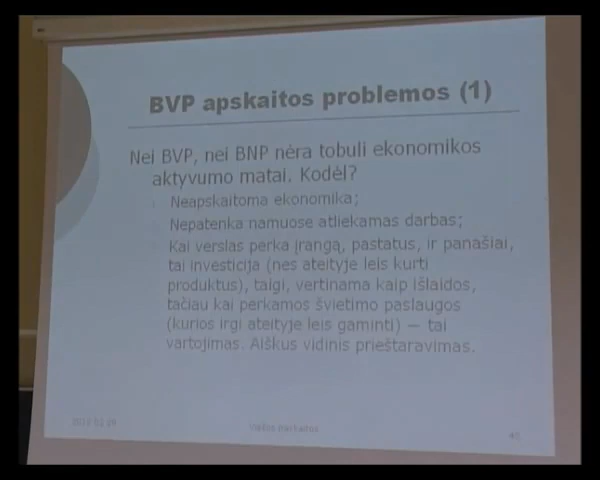 BVP apskaitos problemos (1)
Nei BVP, nei BNP nėra tobuli ekonomikos
aktyvumo matai. Kodėl?
Neapskaitoma ekonomika;
Nepatenka namuose atliekamas darbas;
Kai verslas perka įrangą, pastatus, ir panašiai,
tai investicija (nes ateityje leis kurti
produktus), taigi, vertinama kaip išlaidos,
tačiau kai perkamos švietimo paslaugos
(kurios irgi ateityje leis gaminti) — tai
vartojimas. Aiškus vidinis prieštaravimas.